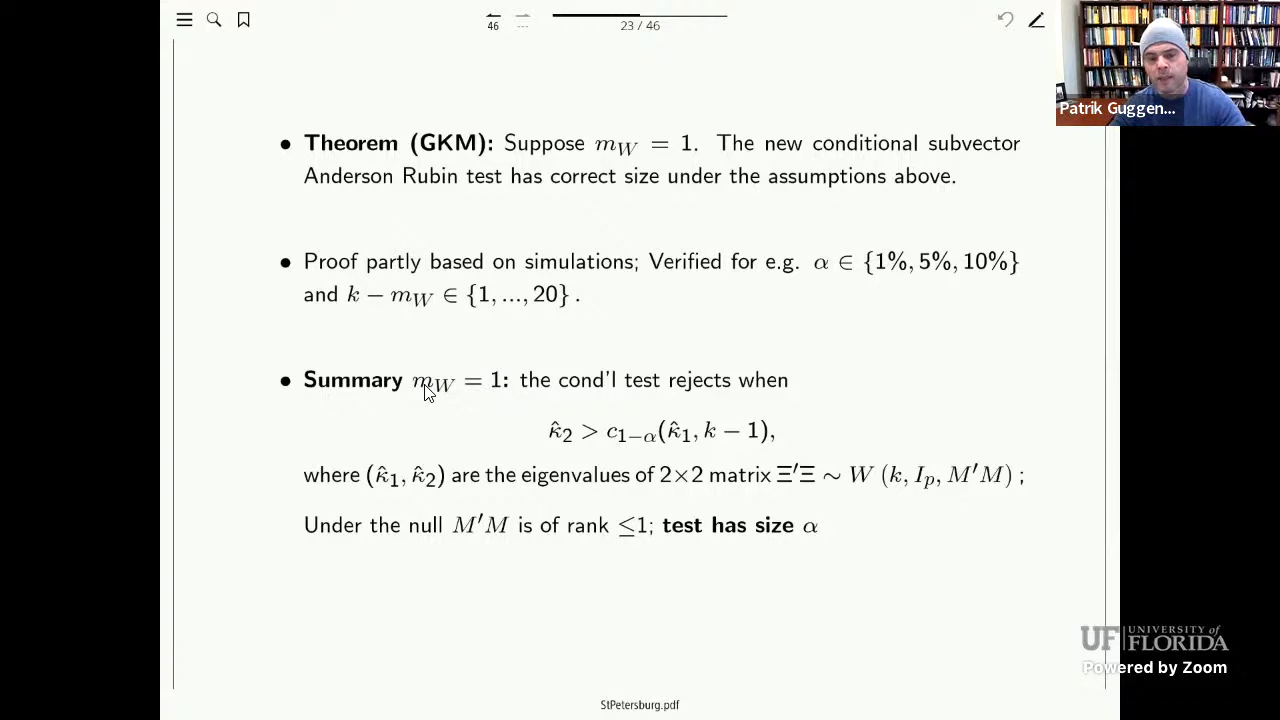 46
---
23 / 46
Patrik Guggen...
• Theorem (GKM): Suppose m_W = 1. The new conditional subvector
Anderson Rubin test has correct size under the assumptions above.
• Proof partly based on simulations; Verified for e.g. α ∈ {1%, 5%, 10%}
and k − m_W ∈ {1, ..., 20} .
• Summary m_W = 1: the cond'l test rejects when
κ̂₂ > c₁₋α(κ̂₁, k − 1),
where (κ̂₁, κ̂₂) are the eigenvalues of 2×2 matrix Ξ′Ξ ∼ W (k, I_p, M′M) ;
Under the null M′M is of rank ≤1; test has size α
UF UNIVERSITY of FLORIDA
Powered by Zoom
StPetersburg.pdf